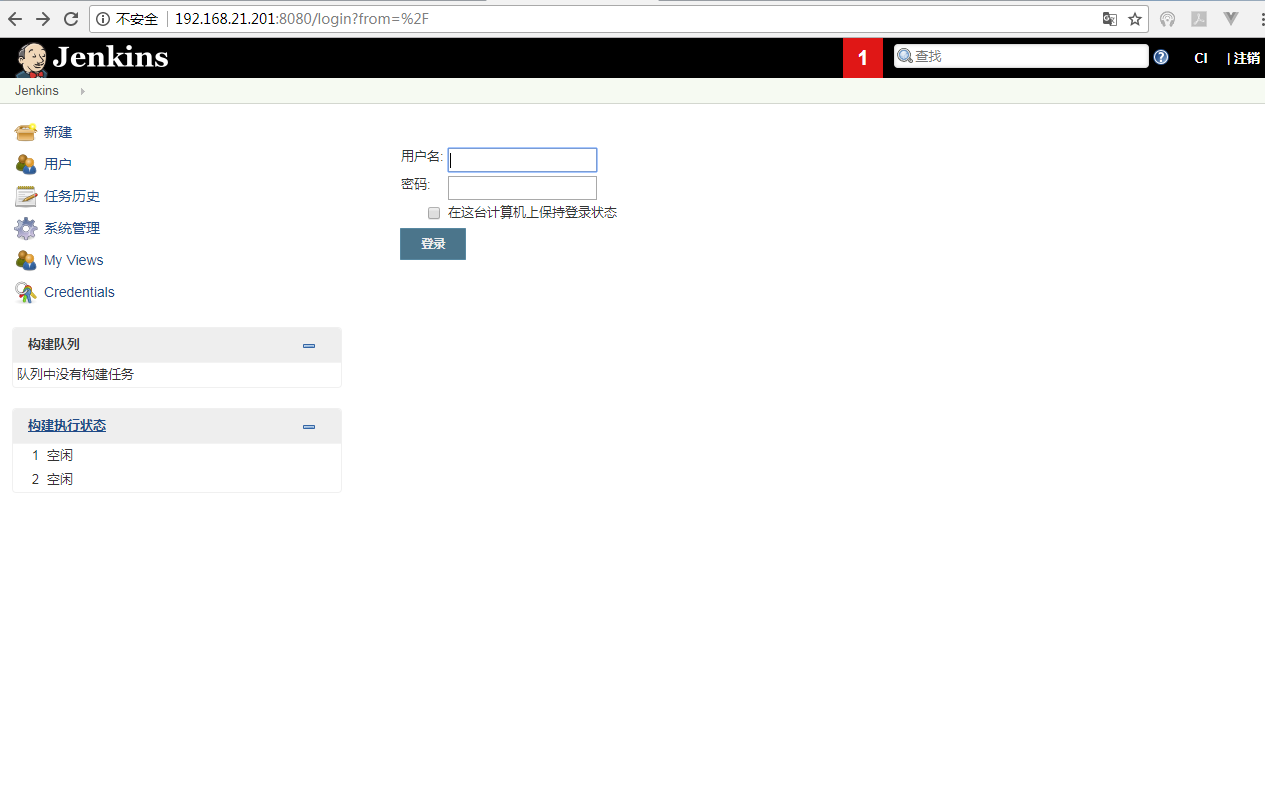 不安全 192.168.21.201:8080/login?from=%2F
Jenkins 1 查找 ? CI | 注销
Jenkins
新建
用户
任务历史
系统管理
My Views
Credentials
构建队列
队列中没有构建任务
构建执行状态
1 空闲
2 空闲
用户名:
密码:
在这台计算机上保持登录状态
登录